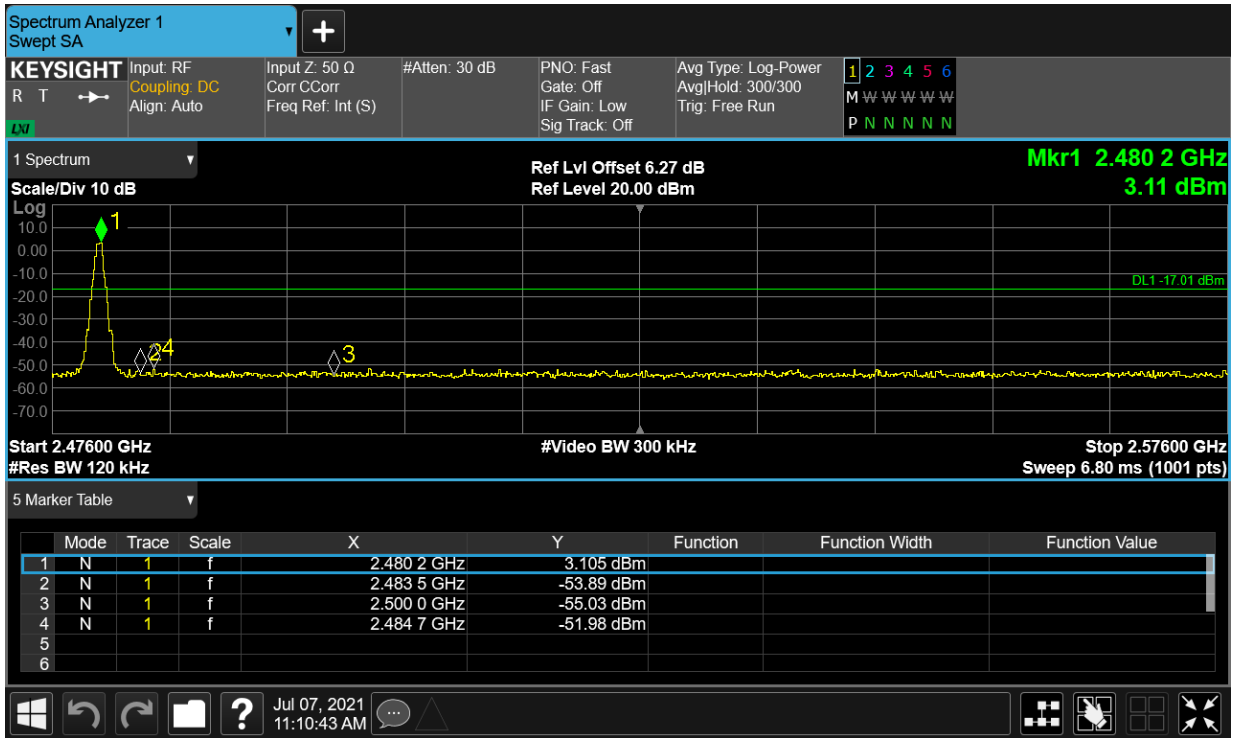 Spectrum Analyzer 1
Swept SA
KEYSIGHT
R T
LXI
Input: RF
Coupling: DC
Align: Auto
Input Z: 50 Ω
Corr CCorr
Freq Ref: Int (S)
#Atten: 30 dB
PNO: Fast
Gate: Off
IF Gain: Low
Sig Track: Off
Avg Type: Log-Power
Avg|Hold: 300/300
Trig: Free Run
1 2 3 4 5 6
M W W W W W
P N N N N N
1 Spectrum
Scale/Div 10 dB
Ref Lvl Offset 6.27 dB
Ref Level 20.00 dBm
Mkr1 2.480 2 GHz
3.11 dBm
Log
10.0
0.00
-10.0
-20.0
-30.0
-40.0
-50.0
-60.0
-70.0
1
DL1 -17.01 dBm
2 4
3
Start 2.47600 GHz
#Res BW 120 kHz
#Video BW 300 kHz
Stop 2.57600 GHz
Sweep 6.80 ms (1001 pts)
5 Marker Table
Mode Trace Scale X Y Function Function Width Function Value
1 N 1 f 2.480 2 GHz 3.105 dBm
2 N 1 f 2.483 5 GHz -53.89 dBm
3 N 1 f 2.500 0 GHz -55.03 dBm
4 N 1 f 2.484 7 GHz -51.98 dBm
5
6
?
Jul 07, 2021
11:10:43 AM